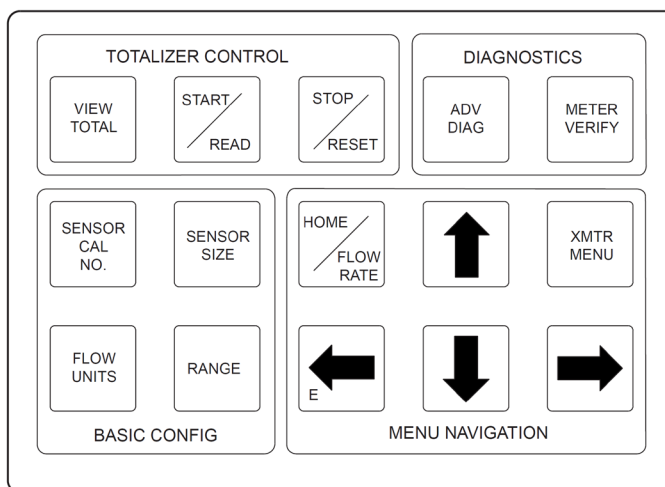 TOTALIZER CONTROL
VIEW
TOTAL
START
READ
STOP
RESET
DIAGNOSTICS
ADV
DIAG
METER
VERIFY
SENSOR
CAL
NO.
SENSOR
SIZE
FLOW
UNITS
RANGE
BASIC CONFIG
HOME
FLOW
RATE
XMTR
MENU
E
MENU NAVIGATION